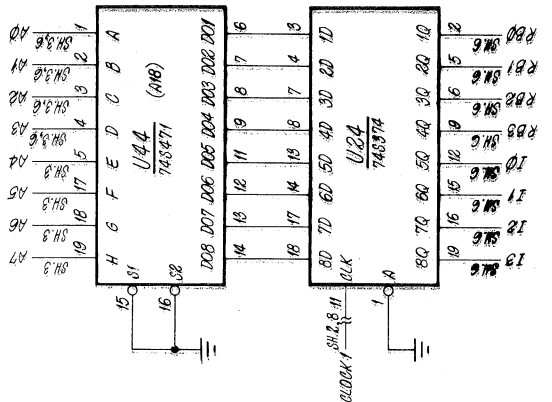 A0 SH.3,6 1 A DO1 6 3 1D 1Q 2 RB0 SH.6
A1 SH.3,6 2 B DO2 7 4 2D 2Q 5 RB1 SH.6
A2 SH.3,6 3 C DO3 8 7 3D 3Q 6 RB2 SH.6
A3 SH.3,6 4 D DO4 9 8 4D 4Q 9 RB3 SH.6
A4 SH.3 5 E DO5 11 13 5D 5Q 12 I0 SH.6
A5 SH.3 17 F DO6 12 14 6D 6Q 15 I1 SH.6
A6 SH.3 18 G DO7 13 17 7D 7Q 16 I2 SH.6
A7 SH.3 19 H DO8 14 18 8D 8Q 19 I3 SH.6
U44
74S471
(A18)
U24
74S374
S1 S2
15 16
CLK A
11 1
CLOCK 1 SH.2,8